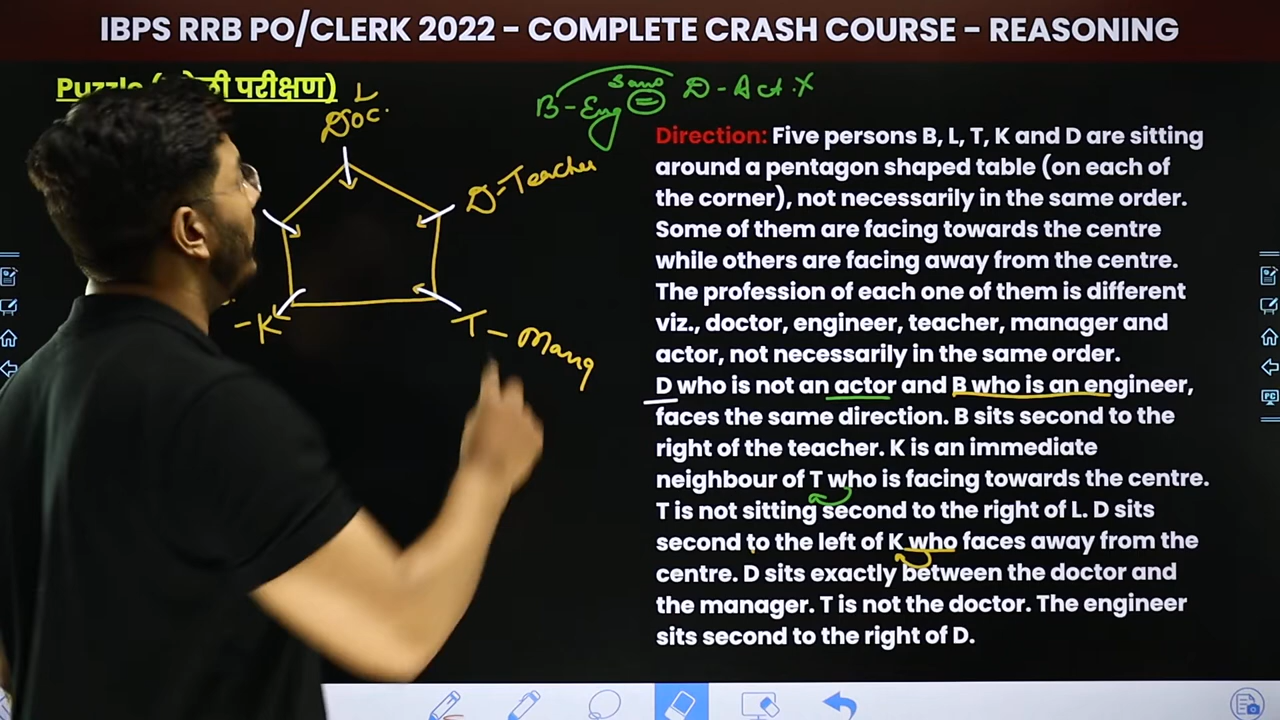 IBPS RRB PO/CLERK 2022 - COMPLETE CRASH COURSE - REASONING
परीक्षण)
L
Doc.
D-Teacher
T-Mang
-K
B-Eng
Same
=
D-Act.X
Direction: Five persons B, L, T, K and D are sitting
around a pentagon shaped table (on each of
the corner), not necessarily in the same order.
Some of them are facing towards the centre
while others are facing away from the centre.
The profession of each one of them is different
viz., doctor, engineer, teacher, manager and
actor, not necessarily in the same order.
D who is not an actor and B who is an engineer,
faces the same direction. B sits second to the
right of the teacher. K is an immediate
neighbour of T who is facing towards the centre.
T is not sitting second to the right of L. D sits
second to the left of K who faces away from the
centre. D sits exactly between the doctor and
the manager. T is not the doctor. The engineer
sits second to the right of D.
PC